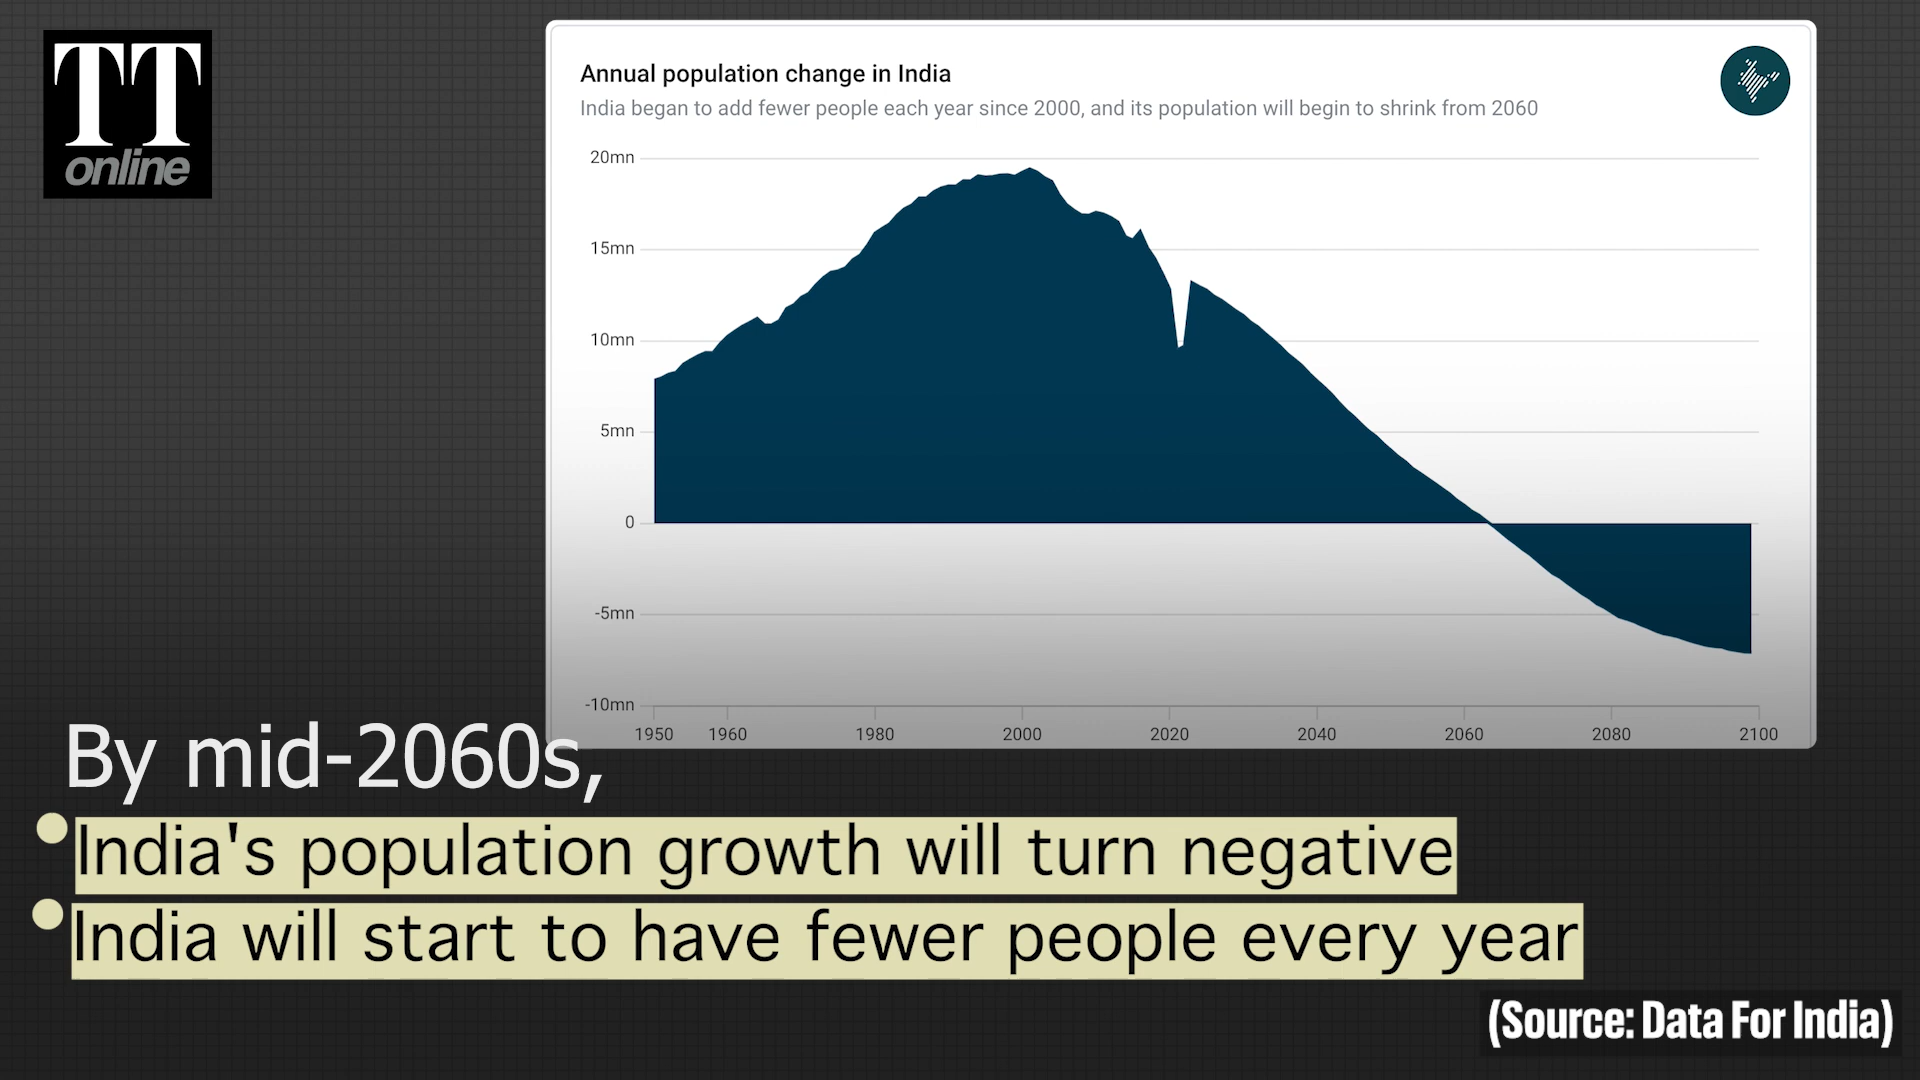 TT
online
Annual population change in India
India began to add fewer people each year since 2000, and its population will begin to shrink from 2060
20mn
15mn
10mn
5mn
0
-5mn
-10mn
1950 1960 1980 2000 2020 2040 2060 2080 2100
By mid-2060s,
India's population growth will turn negative
India will start to have fewer people every year
(Source: Data For India)